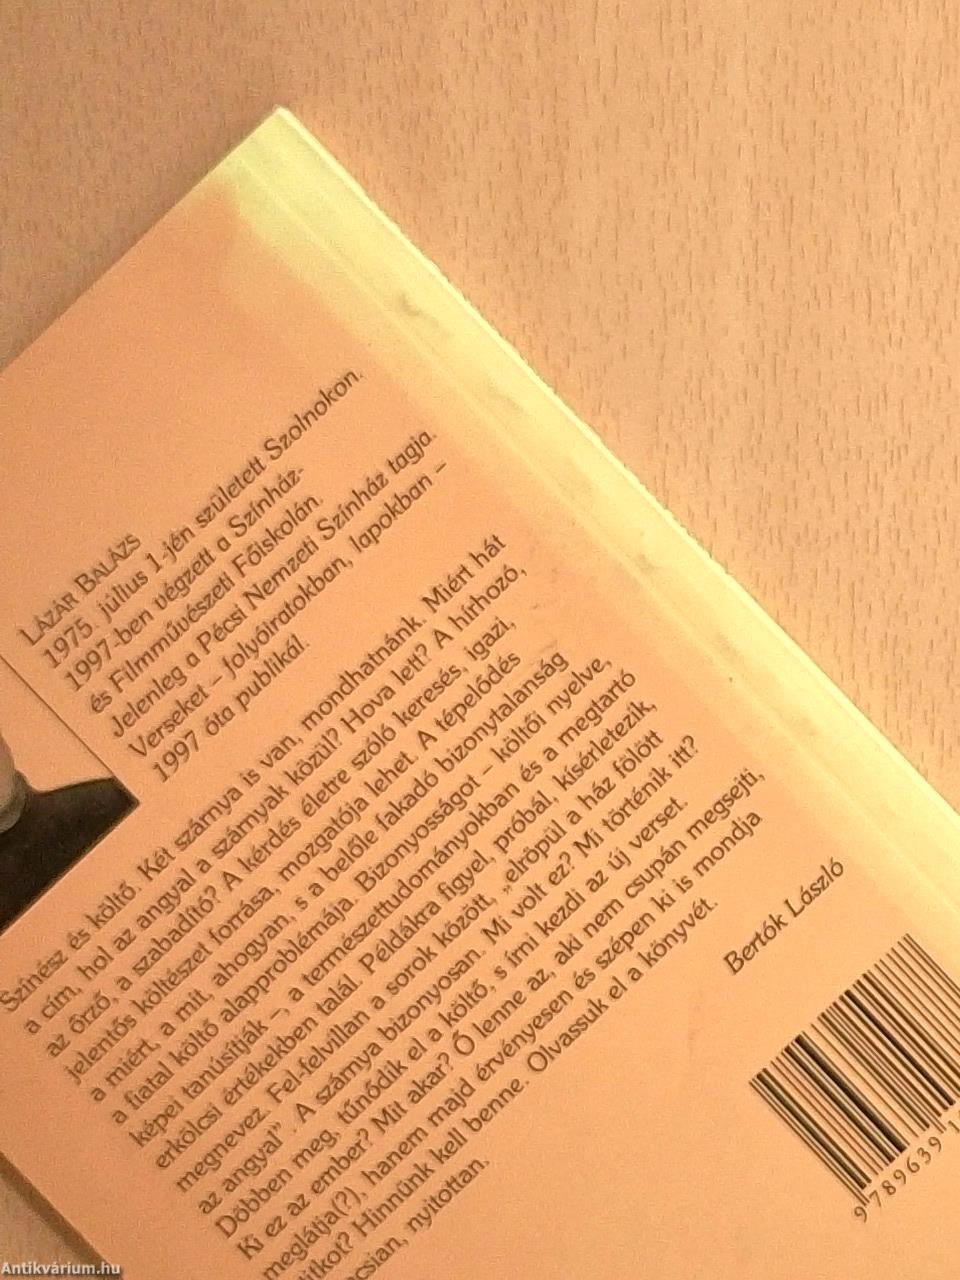 LÁZÁR BALÁZS
1975. július 1-jén született Szolnokon.
1997-ben végzett a Színház-
és Filmművészeti Főiskolán.
Jelenleg a Pécsi Nemzeti Színház tagja.
Verseket – folyóiratokban, lapokban –
1997 óta publikál.
Színész és költő. Két szárnya is van, mondhatnánk. Miért hát
a cím, hol az angyal a szárnyak közül? Hova lett? A hírhozó,
az őrző, a szabadító? A kérdés életre szóló keresés, igazi,
jelentős költészet forrása, mozgatója lehet. A tépelődés
a miért, a mit, ahogyan, s a belőle fakadó bizonytalanság
a fiatal költő alapproblémája. Bizonyosságot – költői nyelve,
képei tanúsítják –, a természettudományokban és a megtartó
erkölcsi értékekben talál. Példákra figyel, próbál, kísérletezik,
megnevez. Fel-felvillan a sorok között, „elröpül a ház fölött
az angyal”. A szárnya bizonyosan. Mi volt ez? Mi történik itt?
Döbben meg, tűnődik el a költő, s írni kezdi az új verset.
Ki ez az ember? Mit akar? Ő lenne az, aki nem csupán megsejti,
meglátja(?), hanem majd érvényesen és szépen ki is mondja
titkot? Hinnünk kell benne. Olvassuk el a könyvét.
nyitottan.
Bertók László
9 789639 1
Antikvárium.hu